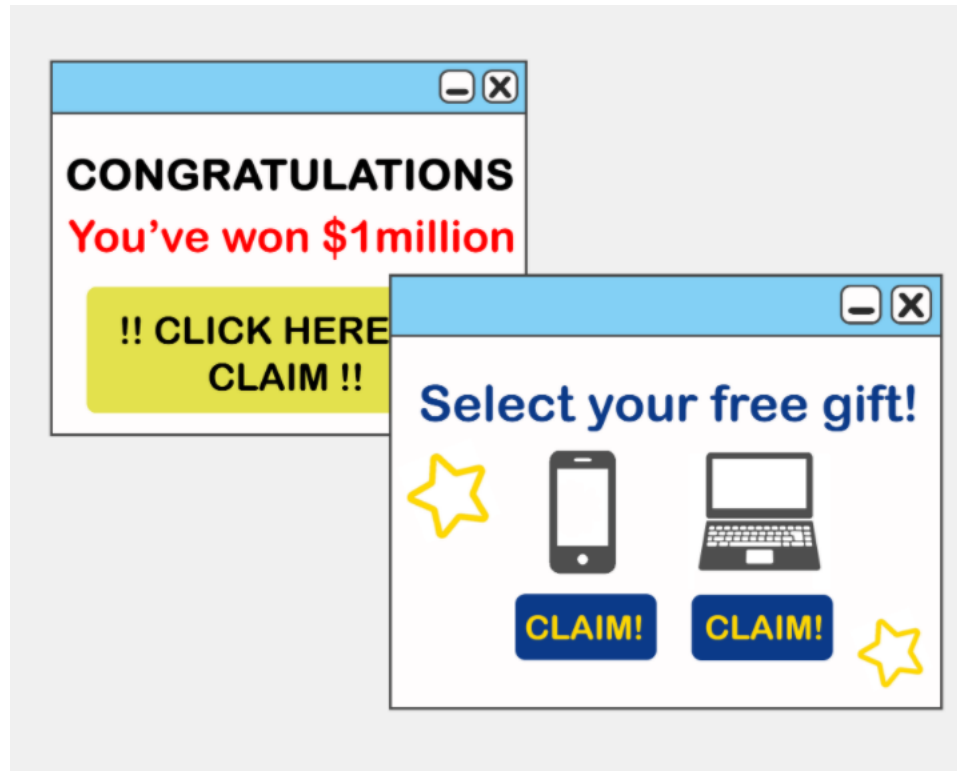 CONGRATULATIONS
You've won $1million
!! CLICK HERE
CLAIM !!
Select your free gift!
CLAIM! CLAIM!